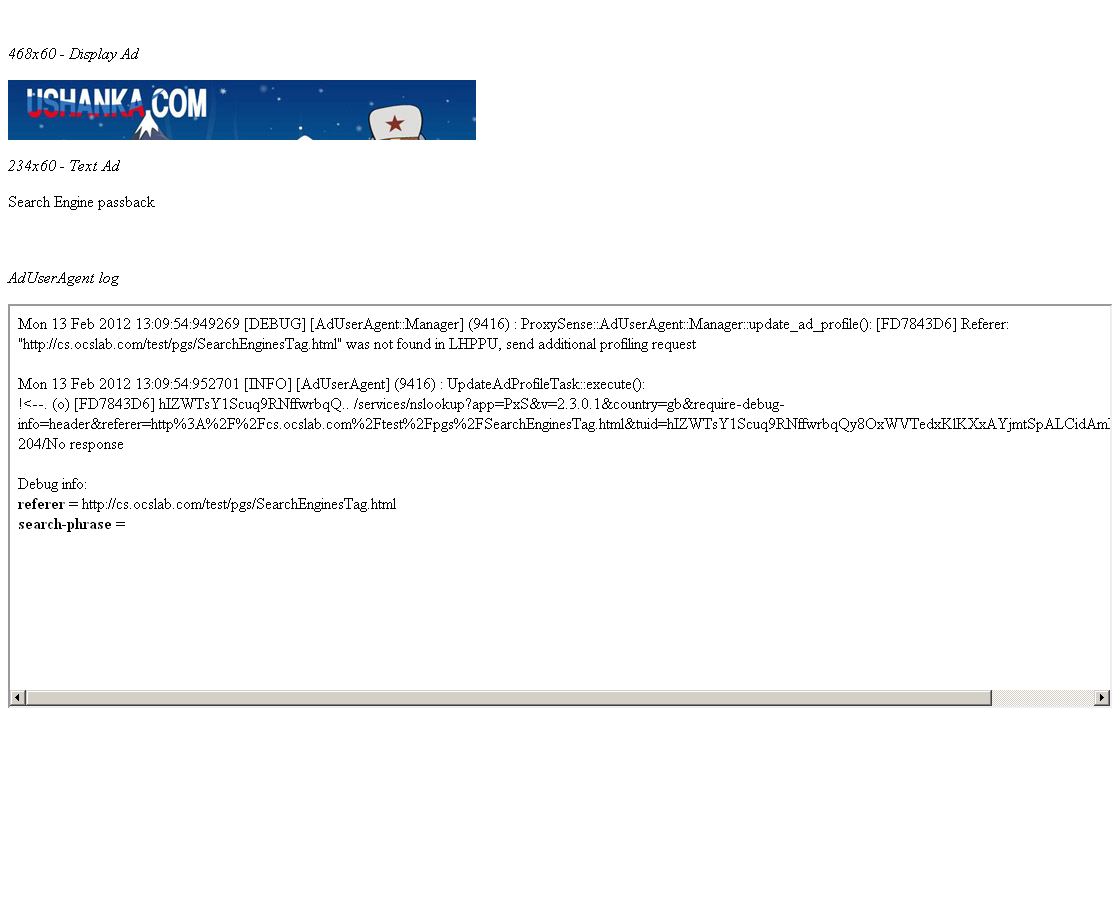 468x60 - Display Ad
USHANKA.COM
234x60 - Text Ad
Search Engine passback
AdUserAgent log
Mon 13 Feb 2012 13:09:54:949269 [DEBUG] [AdUserAgent::Manager] (9416) : ProxySense::AdUserAgent::Manager::update_ad_profile(): [FD7843D6] Referer:
"http://cs.ocslab.com/test/pgs/SearchEnginesTag.html" was not found in LHPPU, send additional profiling request
Mon 13 Feb 2012 13:09:54:952701 [INFO] [AdUserAgent] (9416) : UpdateAdProfileTask::execute():
!<--. (o) [FD7843D6] hIZWTsY1Scuq9RNffwrbqQ.. /services/nslookup?app=PxS&v=2.3.0.1&country=gb&require-debug-
info=header&referer=http%3A%2F%2Fcs.ocslab.com%2Ftest%2Fpgs%2FSearchEnginesTag.html&tuid=hIZWTsY1Scuq9RNffwrbqQy8OxWVTedxKlKXxAYjmtSpALCidAm
204/No response
Debug info:
referer = http://cs.ocslab.com/test/pgs/SearchEnginesTag.html
search-phrase =